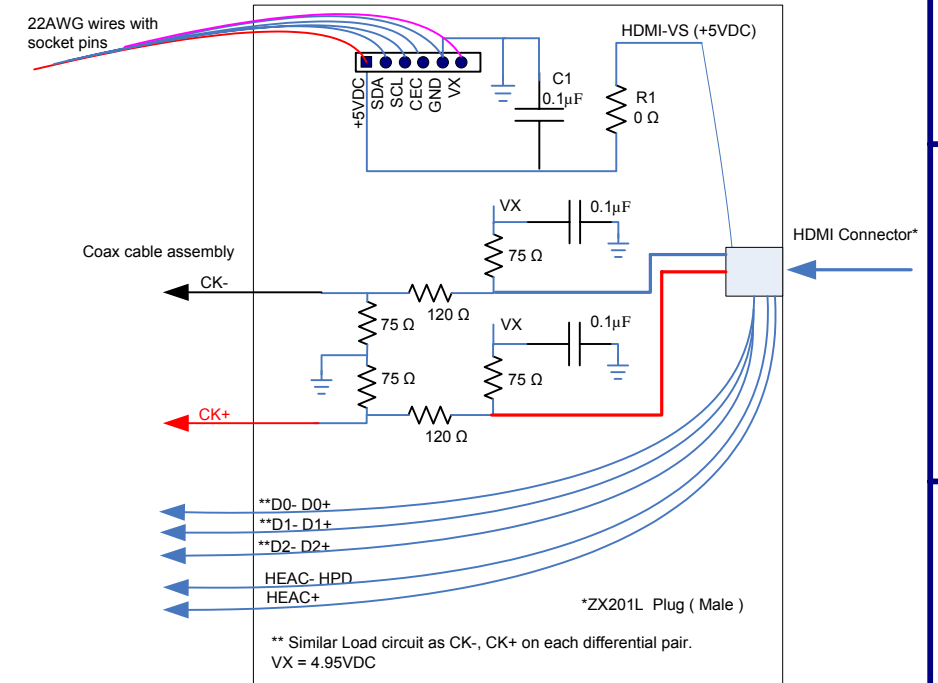 22AWG wires with
socket pins
+5VDC
SDA
SCL
CEC
GND
VX
C1
0.1µF
HDMI-VS (+5VDC)
R1
0 Ω
VX
0.1µF
75 Ω
HDMI Connector*
Coax cable assembly
CK-
120 Ω
75 Ω
VX
0.1µF
75 Ω
75 Ω
CK+
120 Ω
**D0- D0+
**D1- D1+
**D2- D2+
HEAC- HPD
HEAC+
*ZX201L Plug ( Male )
** Similar Load circuit as CK-, CK+ on each differential pair.
VX = 4.95VDC